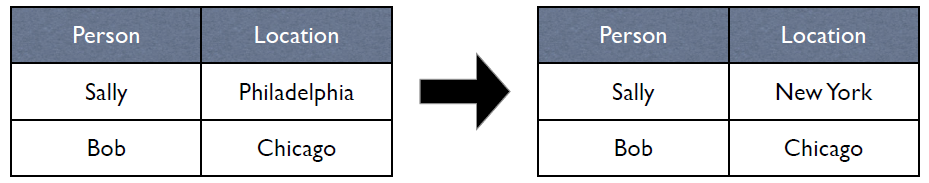 Person Location
Sally Philadelphia
Bob Chicago
Person Location
Sally New York
Bob Chicago